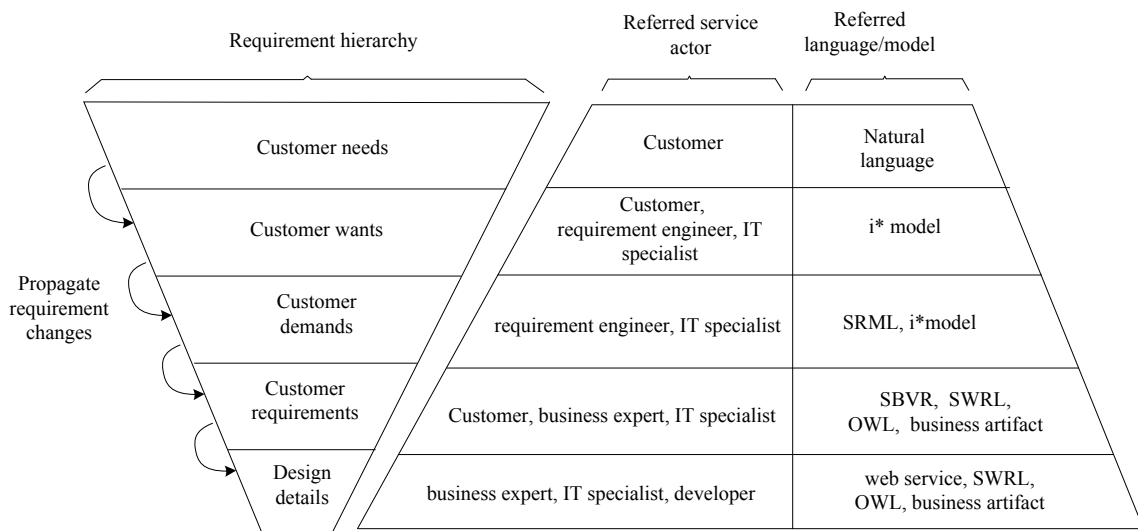 Requirement hierarchy
Referred service
actor
Referred
language/model
Customer needs
Customer
Natural
language
Customer wants
Customer,
requirement engineer, IT
specialist
i* model
Propagate
requirement
changes
Customer
demands
requirement engineer, IT specialist
SRML, i*model
Customer
requirements
Customer, business expert, IT specialist
SBVR, SWRL,
OWL, business artifact
Design
details
business expert, IT specialist, developer
web service, SWRL,
OWL, business artifact